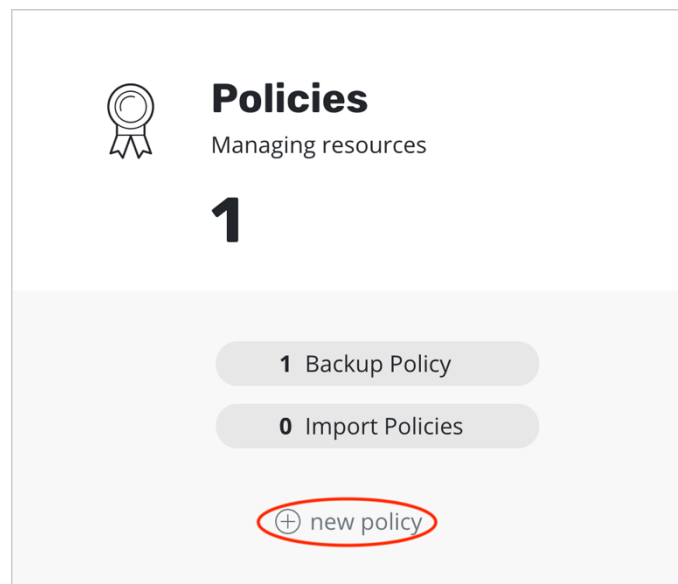 Policies
Managing resources
1
1 Backup Policy
0 Import Policies
new policy